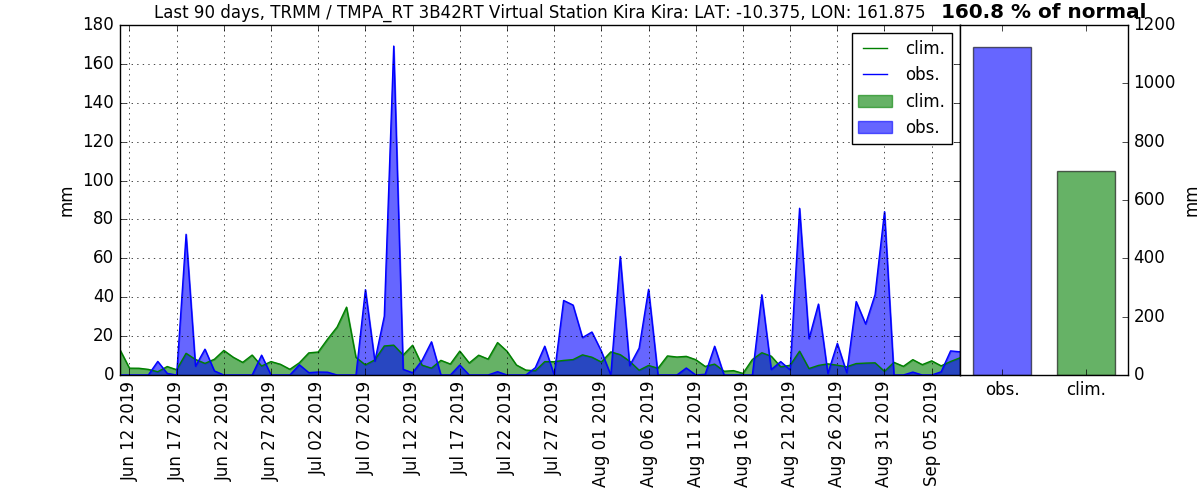 Last 90 days, TRMM / TMPA_RT 3B42RT Virtual Station Kira Kira: LAT: -10.375, LON: 161.875 160.8 % of normal
180
160
140
120
100
80
60
40
20
0
mm
clim.
obs.
clim.
obs.
1200
1000
800
600
400
200
0
mm
obs.
clim.
Jun 12 2019
Jun 17 2019
Jun 22 2019
Jun 27 2019
Jul 02 2019
Jul 07 2019
Jul 12 2019
Jul 17 2019
Jul 22 2019
Jul 27 2019
Aug 01 2019
Aug 06 2019
Aug 11 2019
Aug 16 2019
Aug 21 2019
Aug 26 2019
Aug 31 2019
Sep 05 2019